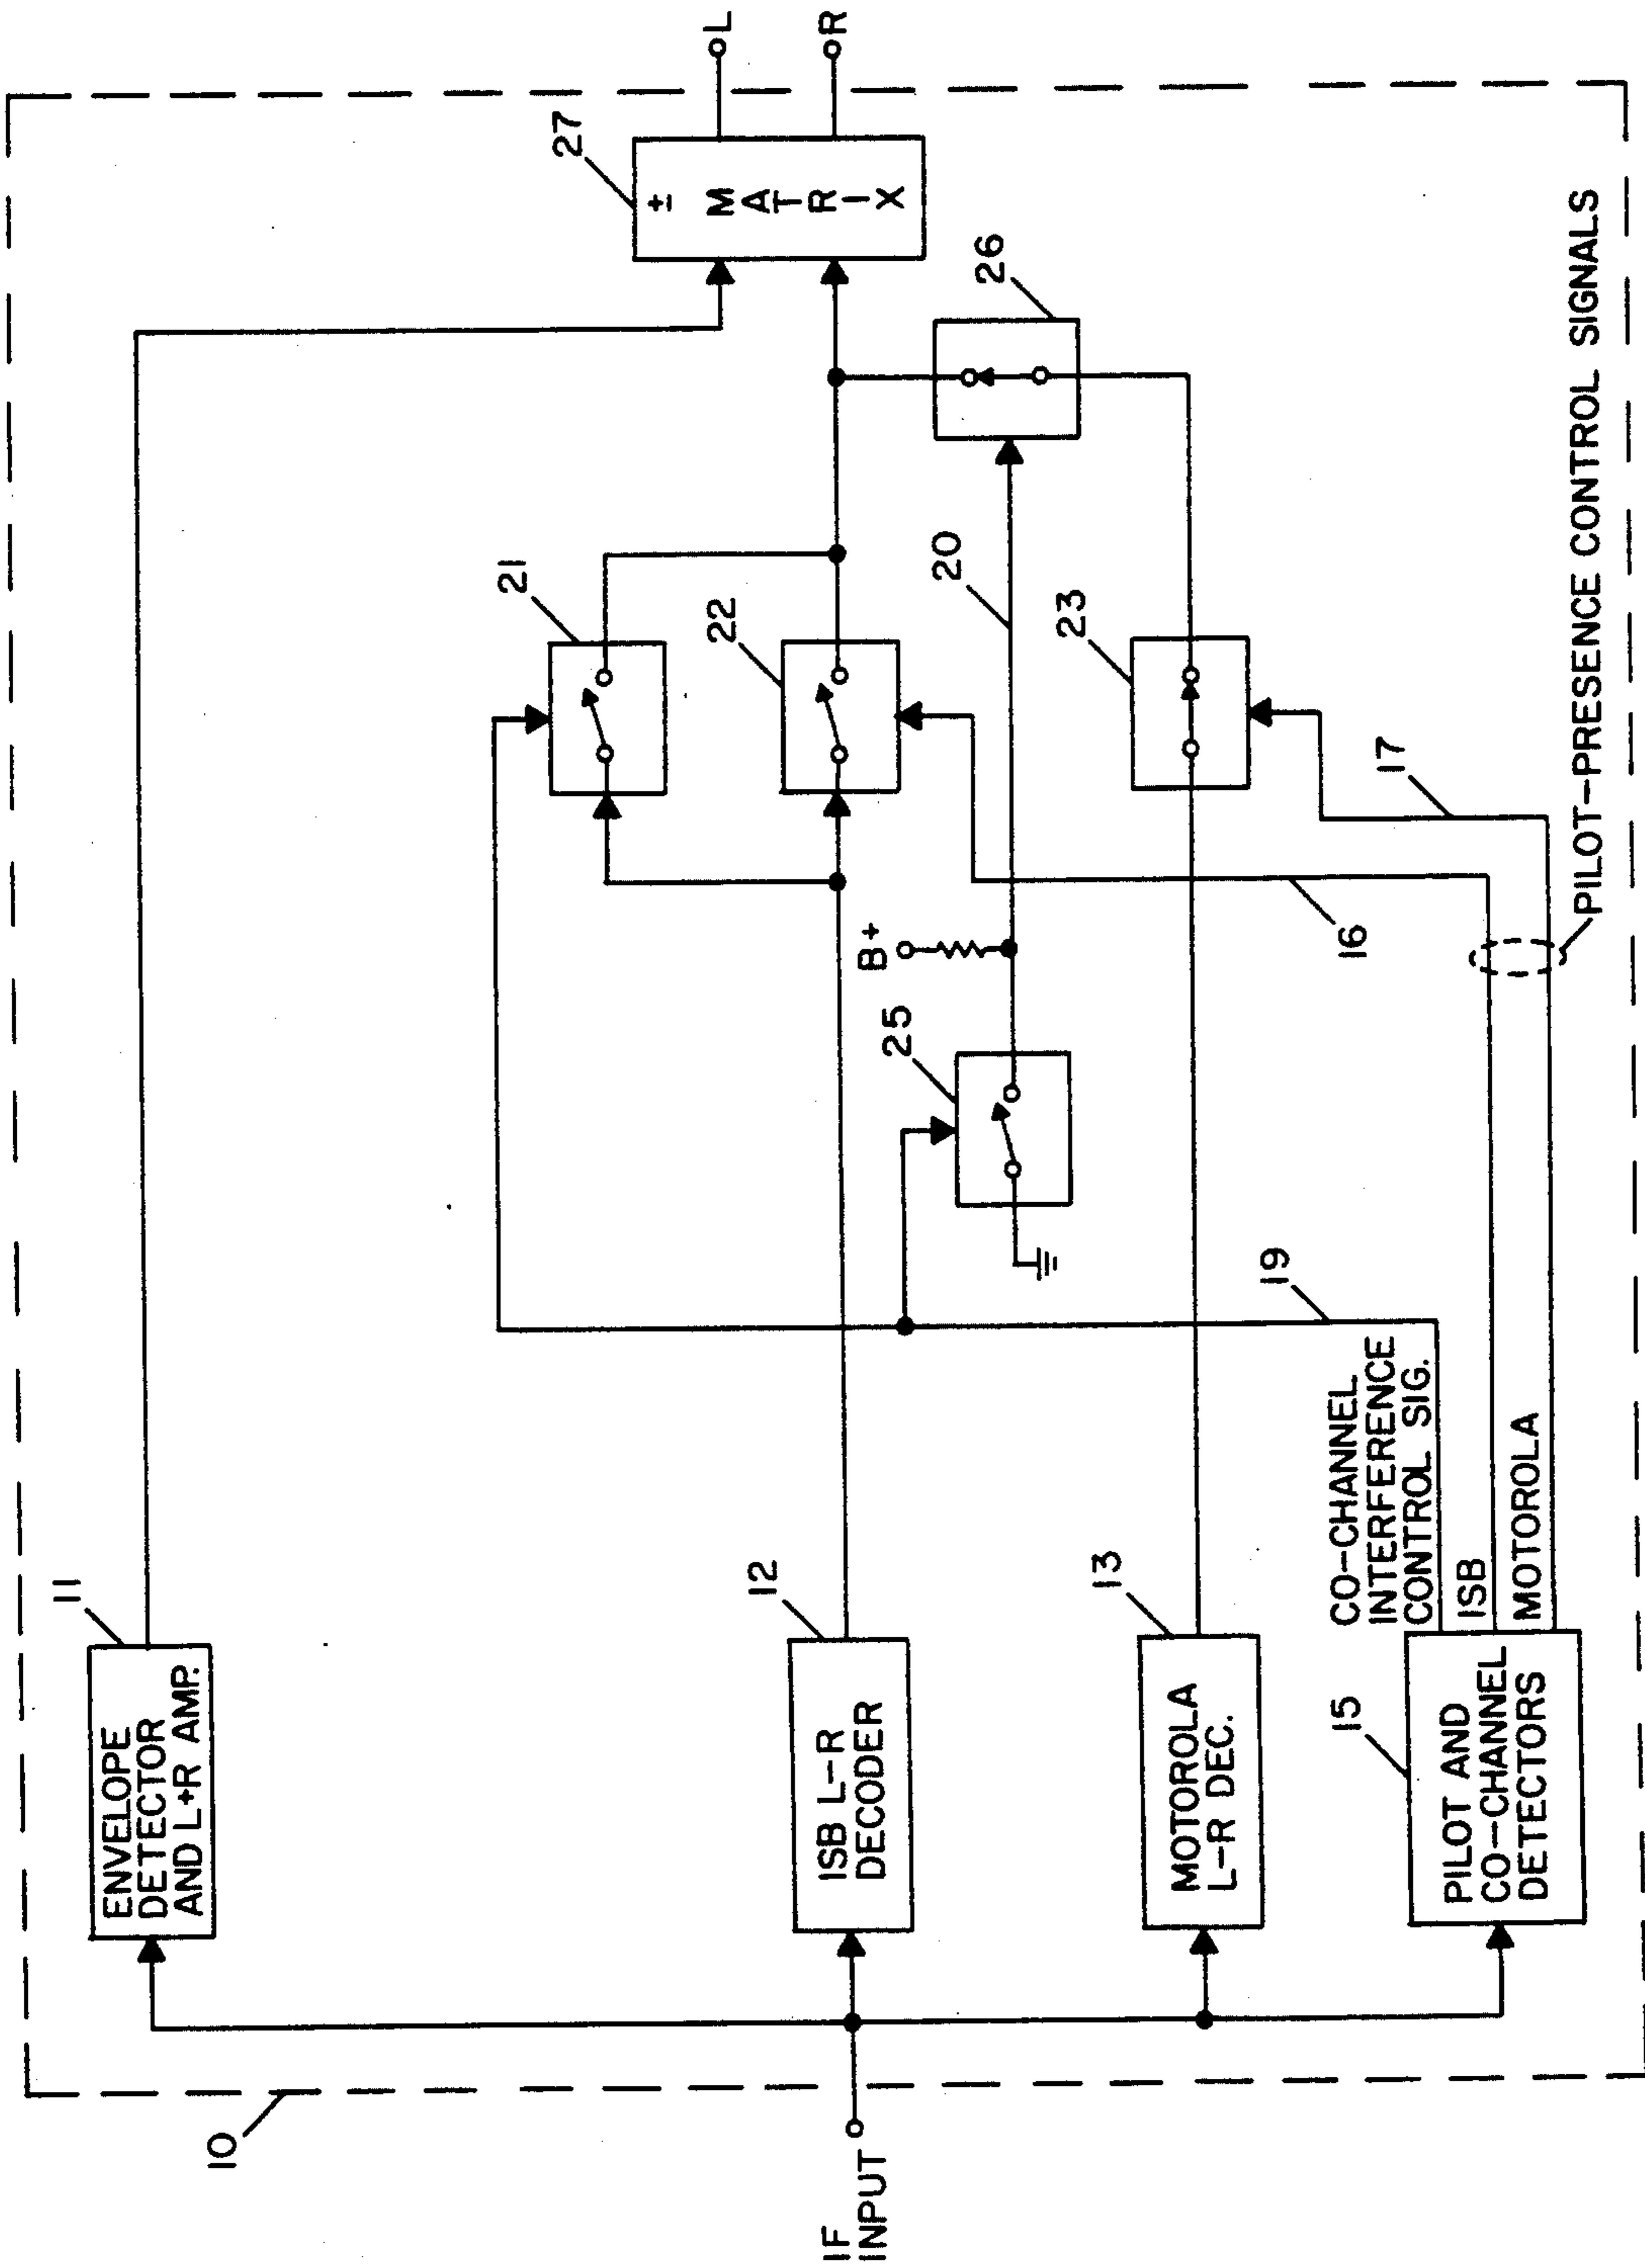 10
IF
INPUT
11
ENVELOPE
DETECTOR
AND L+R AMP.
12
ISB L-R
DECODER
13
MOTOROLA
L-R DEC.
15
PILOT AND
CO-CHANNEL
DETECTORS
CO-CHANNEL
INTERFERENCE
CONTROL SIG.
ISB
MOTOROLA
19
25
B+
16
17
PILOT-PRESENCE CONTROL SIGNALS
21
22
20
23
26
27
±
MATRIX
L
R